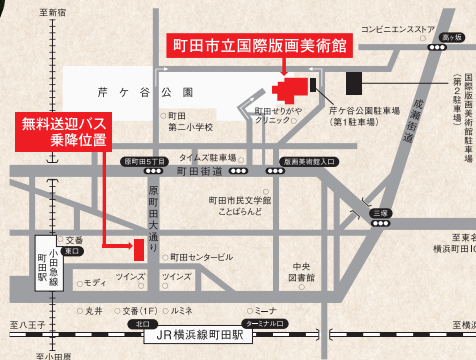 至新宿
コンビニエンスストア
高ヶ坂
町田市立国際版画美術館
芹ケ谷公園
町田
第二小学校
町田せりがや
クリニック
芹ケ谷公園駐車場
(第1駐車場)
国際版画美術館駐車場
(第2駐車場)
成瀬街道
無料送迎バス
乗降位置
原町田5丁目
タイムズ駐車場
版画美術館入口
町田街道
原町田大通り
町田市民文学館
ことばらんど
三塚
交番
東口
小田急線
町田駅
町田センタービル
至東名
横浜町田IC
モディ
ツインズ
ツインズ
中央
図書館
丸井
交番(1F)
ルミネ
ミーナ
至八王子
北口
ターミナル口
JR横浜線町田駅
至横浜
至小田原